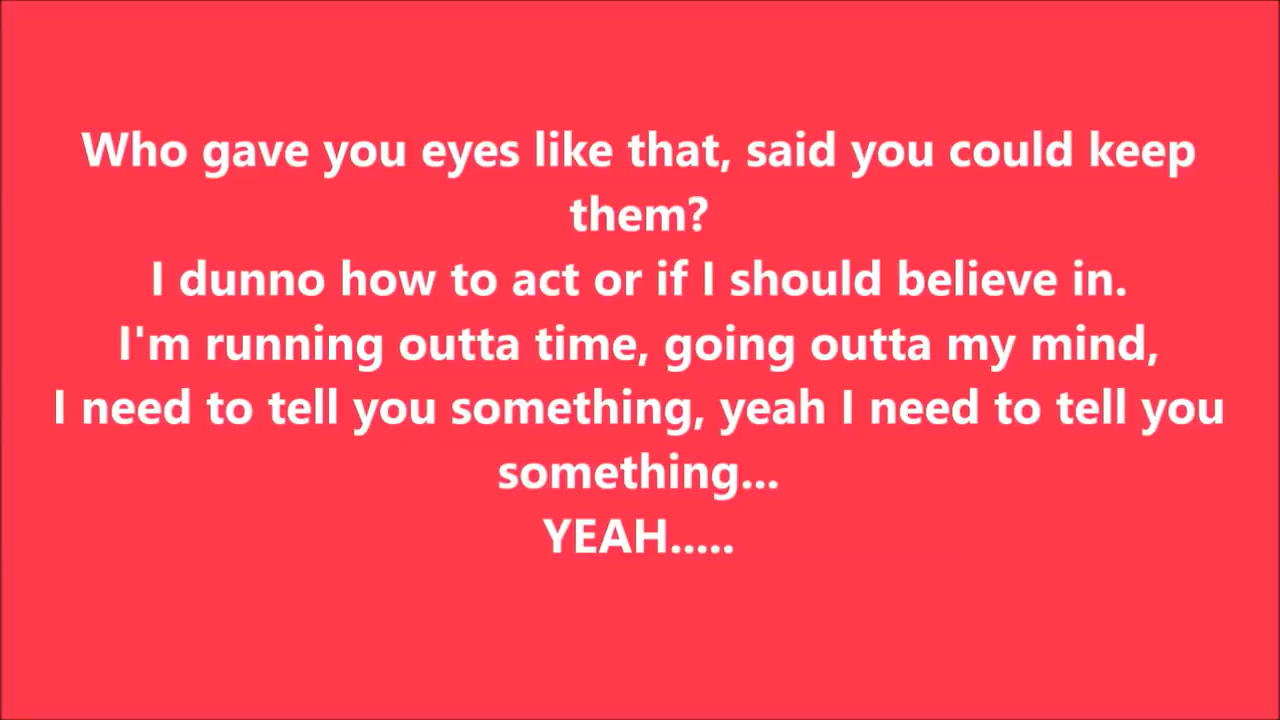 Who gave you eyes like that, said you could keep
them?
I dunno how to act or if I should believe in.
I'm running outta time, going outta my mind,
I need to tell you something, yeah I need to tell you
something...
YEAH.....